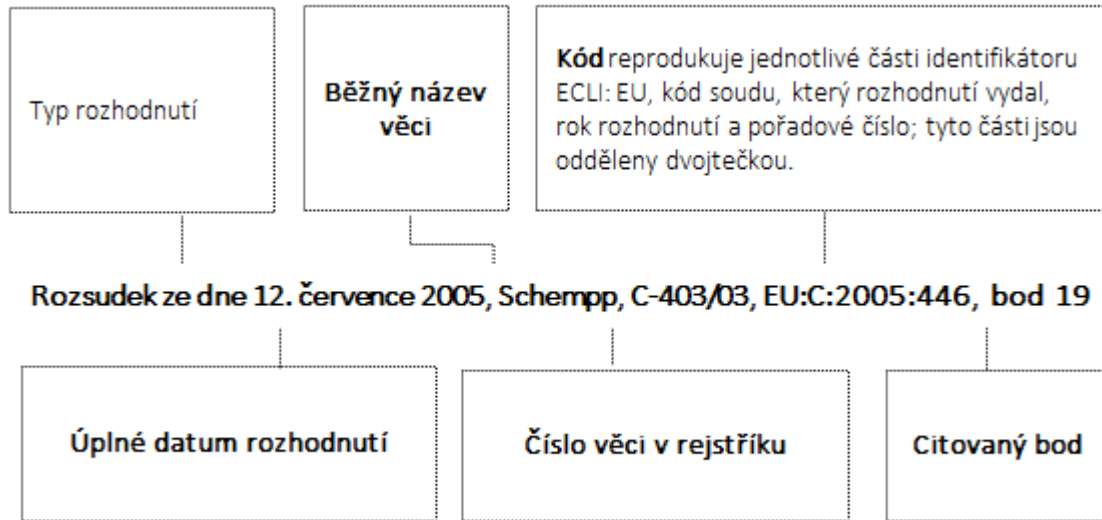 Typ rozhodnutí
Běžný název
věci
Kód reprodukuje jednotlivé části identifikátoru
ECLI: EU, kód soudu, který rozhodnutí vydal,
rok rozhodnutí a pořadové číslo; tyto části jsou
odděleny dvojtečkou.
Rozsudek ze dne 12. července 2005, Schempp, C-403/03, EU:C:2005:446, bod 19
Úplné datum rozhodnutí
Číslo věci v rejstříku
Citovaný bod